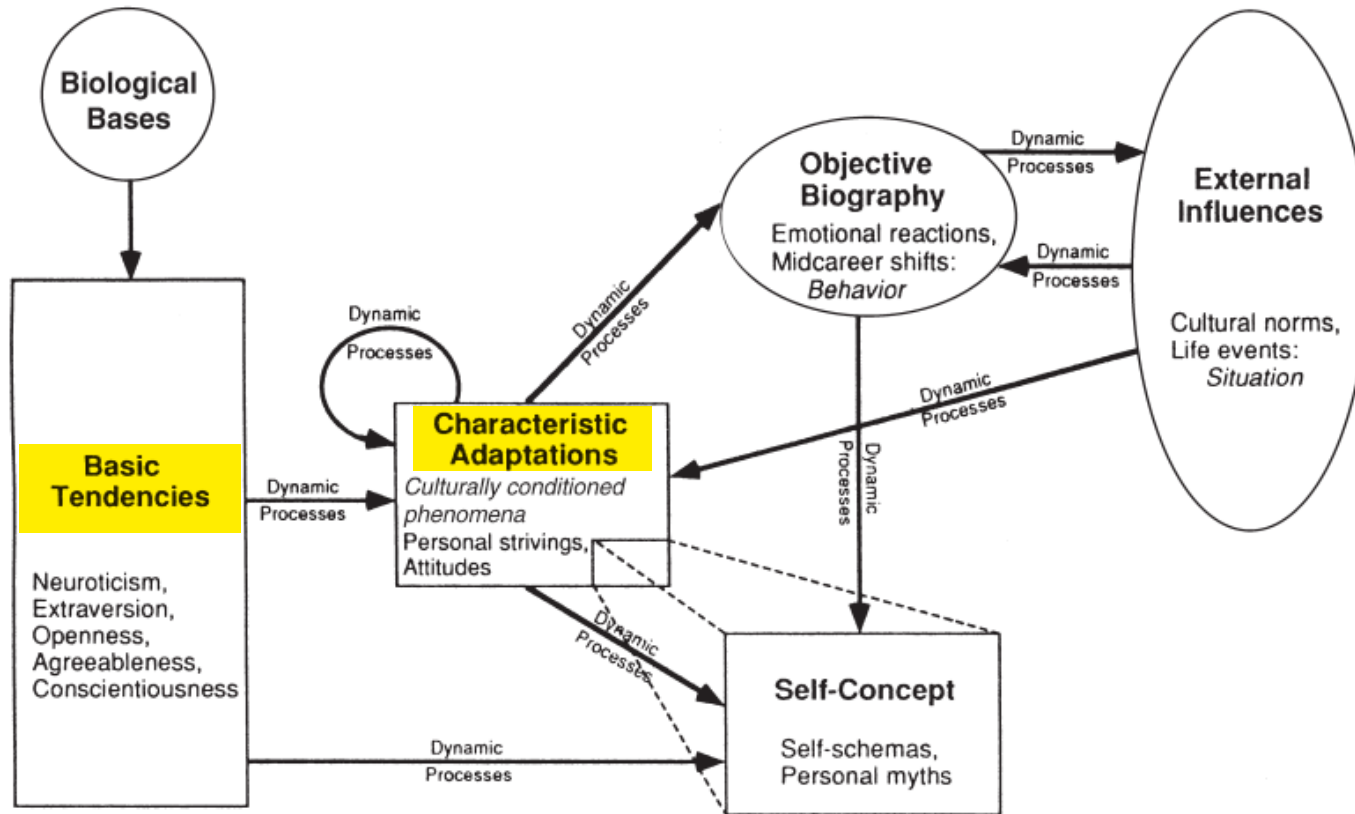 Biological
Bases
Basic
Tendencies
Neuroticism,
Extraversion,
Openness,
Agreeableness,
Conscientiousness
Dynamic
Processes
Dynamic
Processes
Characteristic
Adaptations
Culturally conditioned
phenomena
Personal strivings,
Attitudes
Dynamic
Processes
Objective
Biography
Emotional reactions,
Midcareer shifts:
Behavior
Dynamic
Processes
Dynamic
Processes
External
Influences
Cultural norms,
Life events:
Situation
Dynamic
Processes
Dynamic
Processes
Dynamic
Processes
Dynamic
Processes
Self-Concept
Self-schemas,
Personal myths